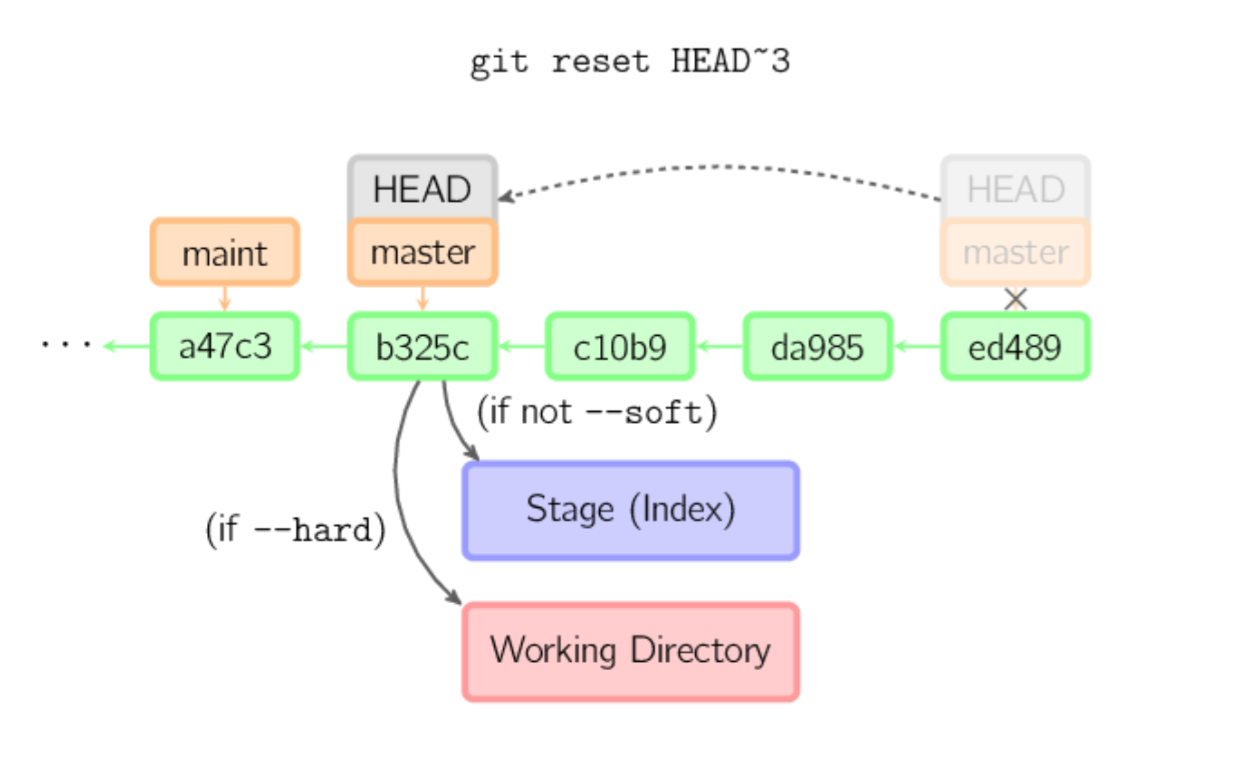 git reset HEAD~3
HEAD
HEAD
maint
master
master
...
a47c3
b325c
c10b9
da985
ed489
(if not --soft)
Stage (Index)
(if --hard)
Working Directory